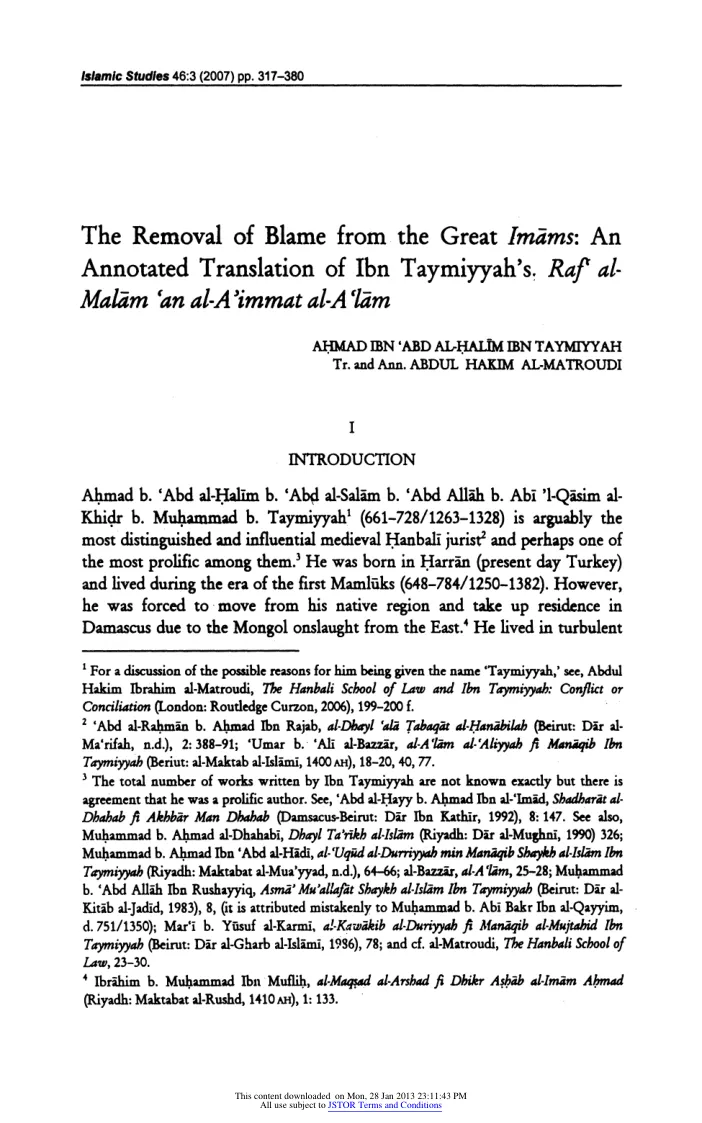 Islamic Studies 46:3 (2007) pp. 317–380
The Removal of Blame from the Great Imāms: An
Annotated Translation of Ibn Taymiyyah's. Raf‘ al-
Malām ‘an al-A’immat al-A‘lām
AḤMAD IBN ‘ABD AL-ḤALĪM IBN TAYMIYYAH
Tr. and Ann. ABDUL HAKIM AL-MATROUDI
I
INTRODUCTION
Aḥmad b. ‘Abd al-Ḥalīm b. ‘Abd al-Salām b. ‘Abd Allāh b. Abī ’l-Qāsim al-
Khiḍr b. Muḥammad b. Taymiyyah¹ (661–728/1263–1328) is arguably the
most distinguished and influential medieval Ḥanbalī jurist² and perhaps one of
the most prolific among them.³ He was born in Ḥarrān (present day Turkey)
and lived during the era of the first Mamlūks (648–784/1250–1382). However,
he was forced to move from his native region and take up residence in
Damascus due to the Mongol onslaught from the East.⁴ He lived in turbulent
¹ For a discussion of the possible reasons for him being given the name ‘Taymiyyah,’ see, Abdul
Hakim Ibrahim al-Matroudi, The Hanbali School of Law and Ibn Taymiyyah: Conflict or
Conciliation (London: Routledge Curzon, 2006), 199–200 f.
² ‘Abd al-Raḥmān b. Aḥmad Ibn Rajab, al-Dhayl ‘alā Ṭabaqāt al-Ḥanābilah (Beirut: Dār al-
Ma‘rifah, n.d.), 2: 388–91; ‘Umar b. ‘Alī al-Bazzār, al-A‘lām al-‘Aliyyah fi Manāqib Ibn
Taymiyyah (Beriut: al-Maktab al-Islāmī, 1400 AH), 18–20, 40, 77.
³ The total number of works written by Ibn Taymiyyah are not known exactly but there is
agreement that he was a prolific author. See, ‘Abd al-Ḥayy b. Aḥmad Ibn al-‘Imād, Shadharāt al-
Dhahab fi Akhbār Man Dhahab (Damsacus-Beirut: Dār Ibn Kathīr, 1992), 8: 147. See also,
Muḥammad b. Aḥmad al-Dhahabī, Dhayl Ta’rīkh al-Islām (Riyadh: Dār al-Mughnī, 1990) 326;
Muḥammad b. Aḥmad Ibn ‘Abd al-Hādī, al-‘Uqūd al-Durriyyah min Manāqib Shaykh al-Islām Ibn
Taymiyyah (Riyadh: Maktabat al-Mua’yyad, n.d.), 64–66; al-Bazzār, al-A‘lām, 25–28; Muḥammad
b. ‘Abd Allāh Ibn Rushayyiq, Asmā’ Mu’allafāt Shaykh al-Islām Ibn Taymiyyah (Beirut: Dār al-
Kitāb al-Jadīd, 1983), 8, (it is attributed mistakenly to Muḥammad b. Abī Bakr Ibn al-Qayyim,
d. 751/1350); Mar‘ī b. Yūsuf al-Karmī, al-Kawākib al-Duriyyah fi Manāqib al-Mujtahid Ibn
Taymiyyah (Beirut: Dār al-Gharb al-Islāmī, 1986), 78; and cf. al-Matroudi, The Hanbali School of
Law, 23–30.
⁴ Ibrāhim b. Muḥammad Ibn Mufliḥ, al-Maqṣad al-Arshad fi Dhikr Aṣḥāb al-Imām Aḥmad
(Riyadh: Maktabat al-Rushd, 1410 AH), 1: 133.
This content downloaded on Mon, 28 Jan 2013 23:11:43 PM
All use subject to JSTOR Terms and Conditions